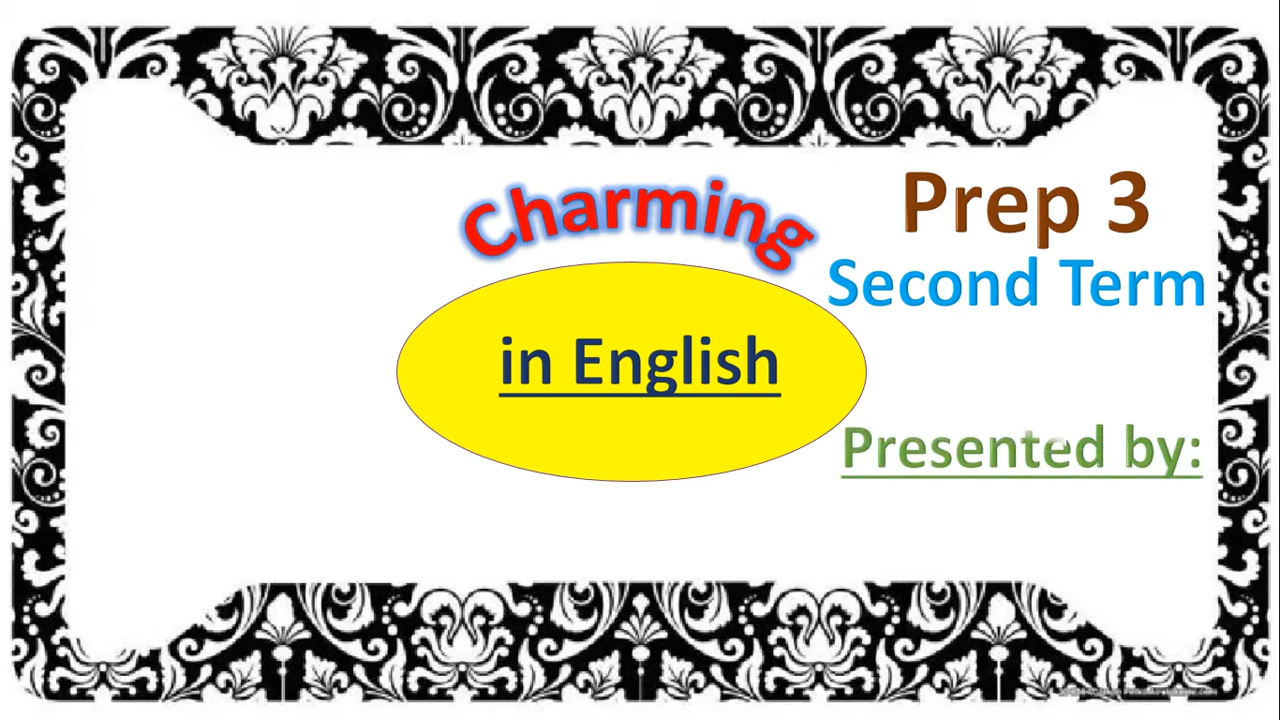 Charming
in English
Prep 3
Second Term
Presented by: